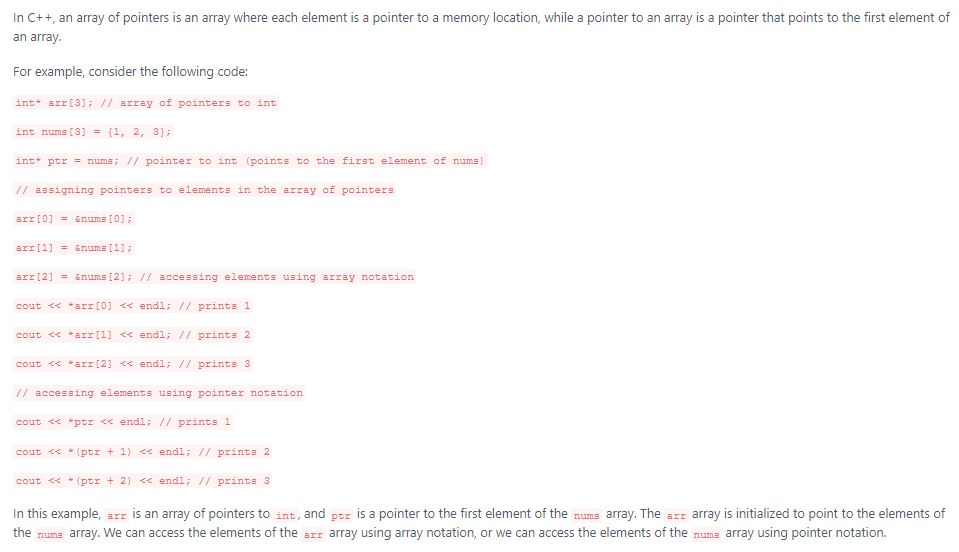 In C++, an array of pointers is an array where each element is a pointer to a memory location, while a pointer to an array is a pointer that points to the first element of
an array.
For example, consider the following code:
int* arr[3]; // array of pointers to int
int nums[3] = {1, 2, 3};
int* ptr = nums; // pointer to int (points to the first element of nums)
// assigning pointers to elements in the array of pointers
arr[0] = &nums[0];
arr[1] = &nums[1];
arr[2] = &nums[2]; // accessing elements using array notation
cout << *arr[0] << endl; // prints 1
cout << *arr[1] << endl; // prints 2
cout << *arr[2] << endl; // prints 3
// accessing elements using pointer notation
cout << *ptr << endl; // prints 1
cout << *(ptr + 1) << endl; // prints 2
cout << *(ptr + 2) << endl; // prints 3
In this example, arr is an array of pointers to int, and ptr is a pointer to the first element of the nums array. The arr array is initialized to point to the elements of
the nums array. We can access the elements of the arr array using array notation, or we can access the elements of the nums array using pointer notation.